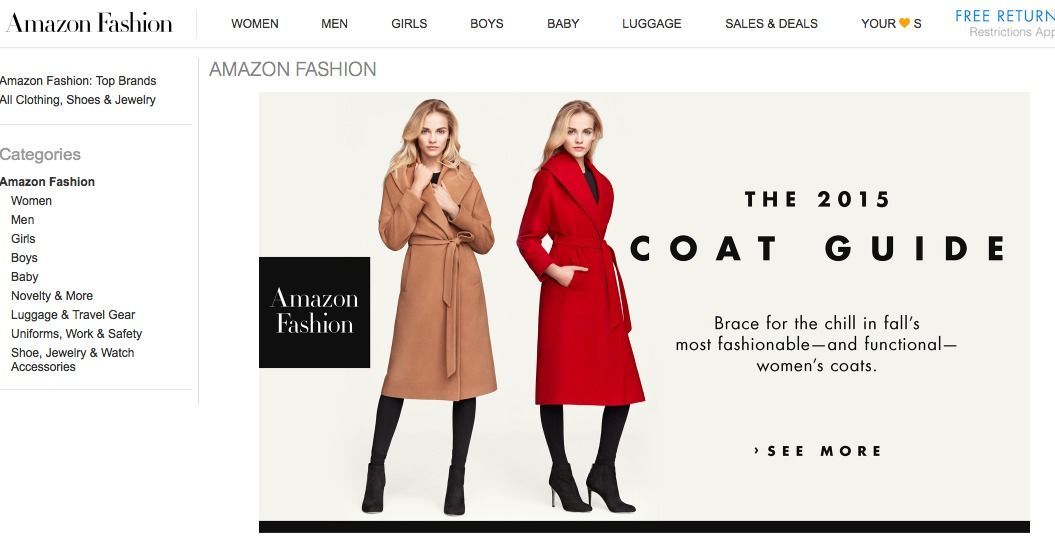 Amazon Fashion
WOMEN MEN GIRLS BOYS BABY LUGGAGE SALES & DEALS YOUR 🧡 S
FREE RETURN
Restrictions App
Amazon Fashion: Top Brands
All Clothing, Shoes & Jewelry
Categories
Amazon Fashion
Women
Men
Girls
Boys
Baby
Novelty & More
Luggage & Travel Gear
Uniforms, Work & Safety
Shoe, Jewelry & Watch
Accessories
AMAZON FASHION
Amazon
Fashion
THE 2015
COAT GUIDE
Brace for the chill in fall's
most fashionable—and functional—
women's coats.
› SEE MORE